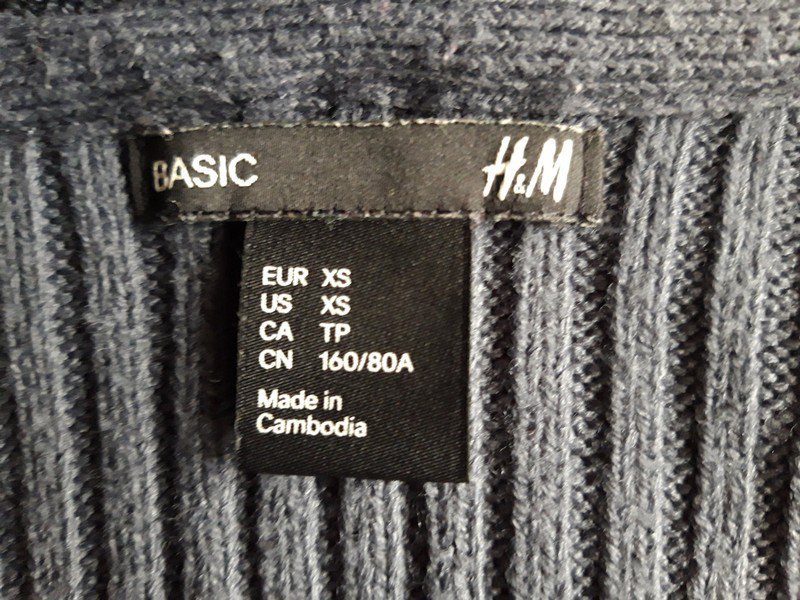 BASIC H&M
EUR XS
US XS
CA TP
CN 160/80A
Made in
Cambodia